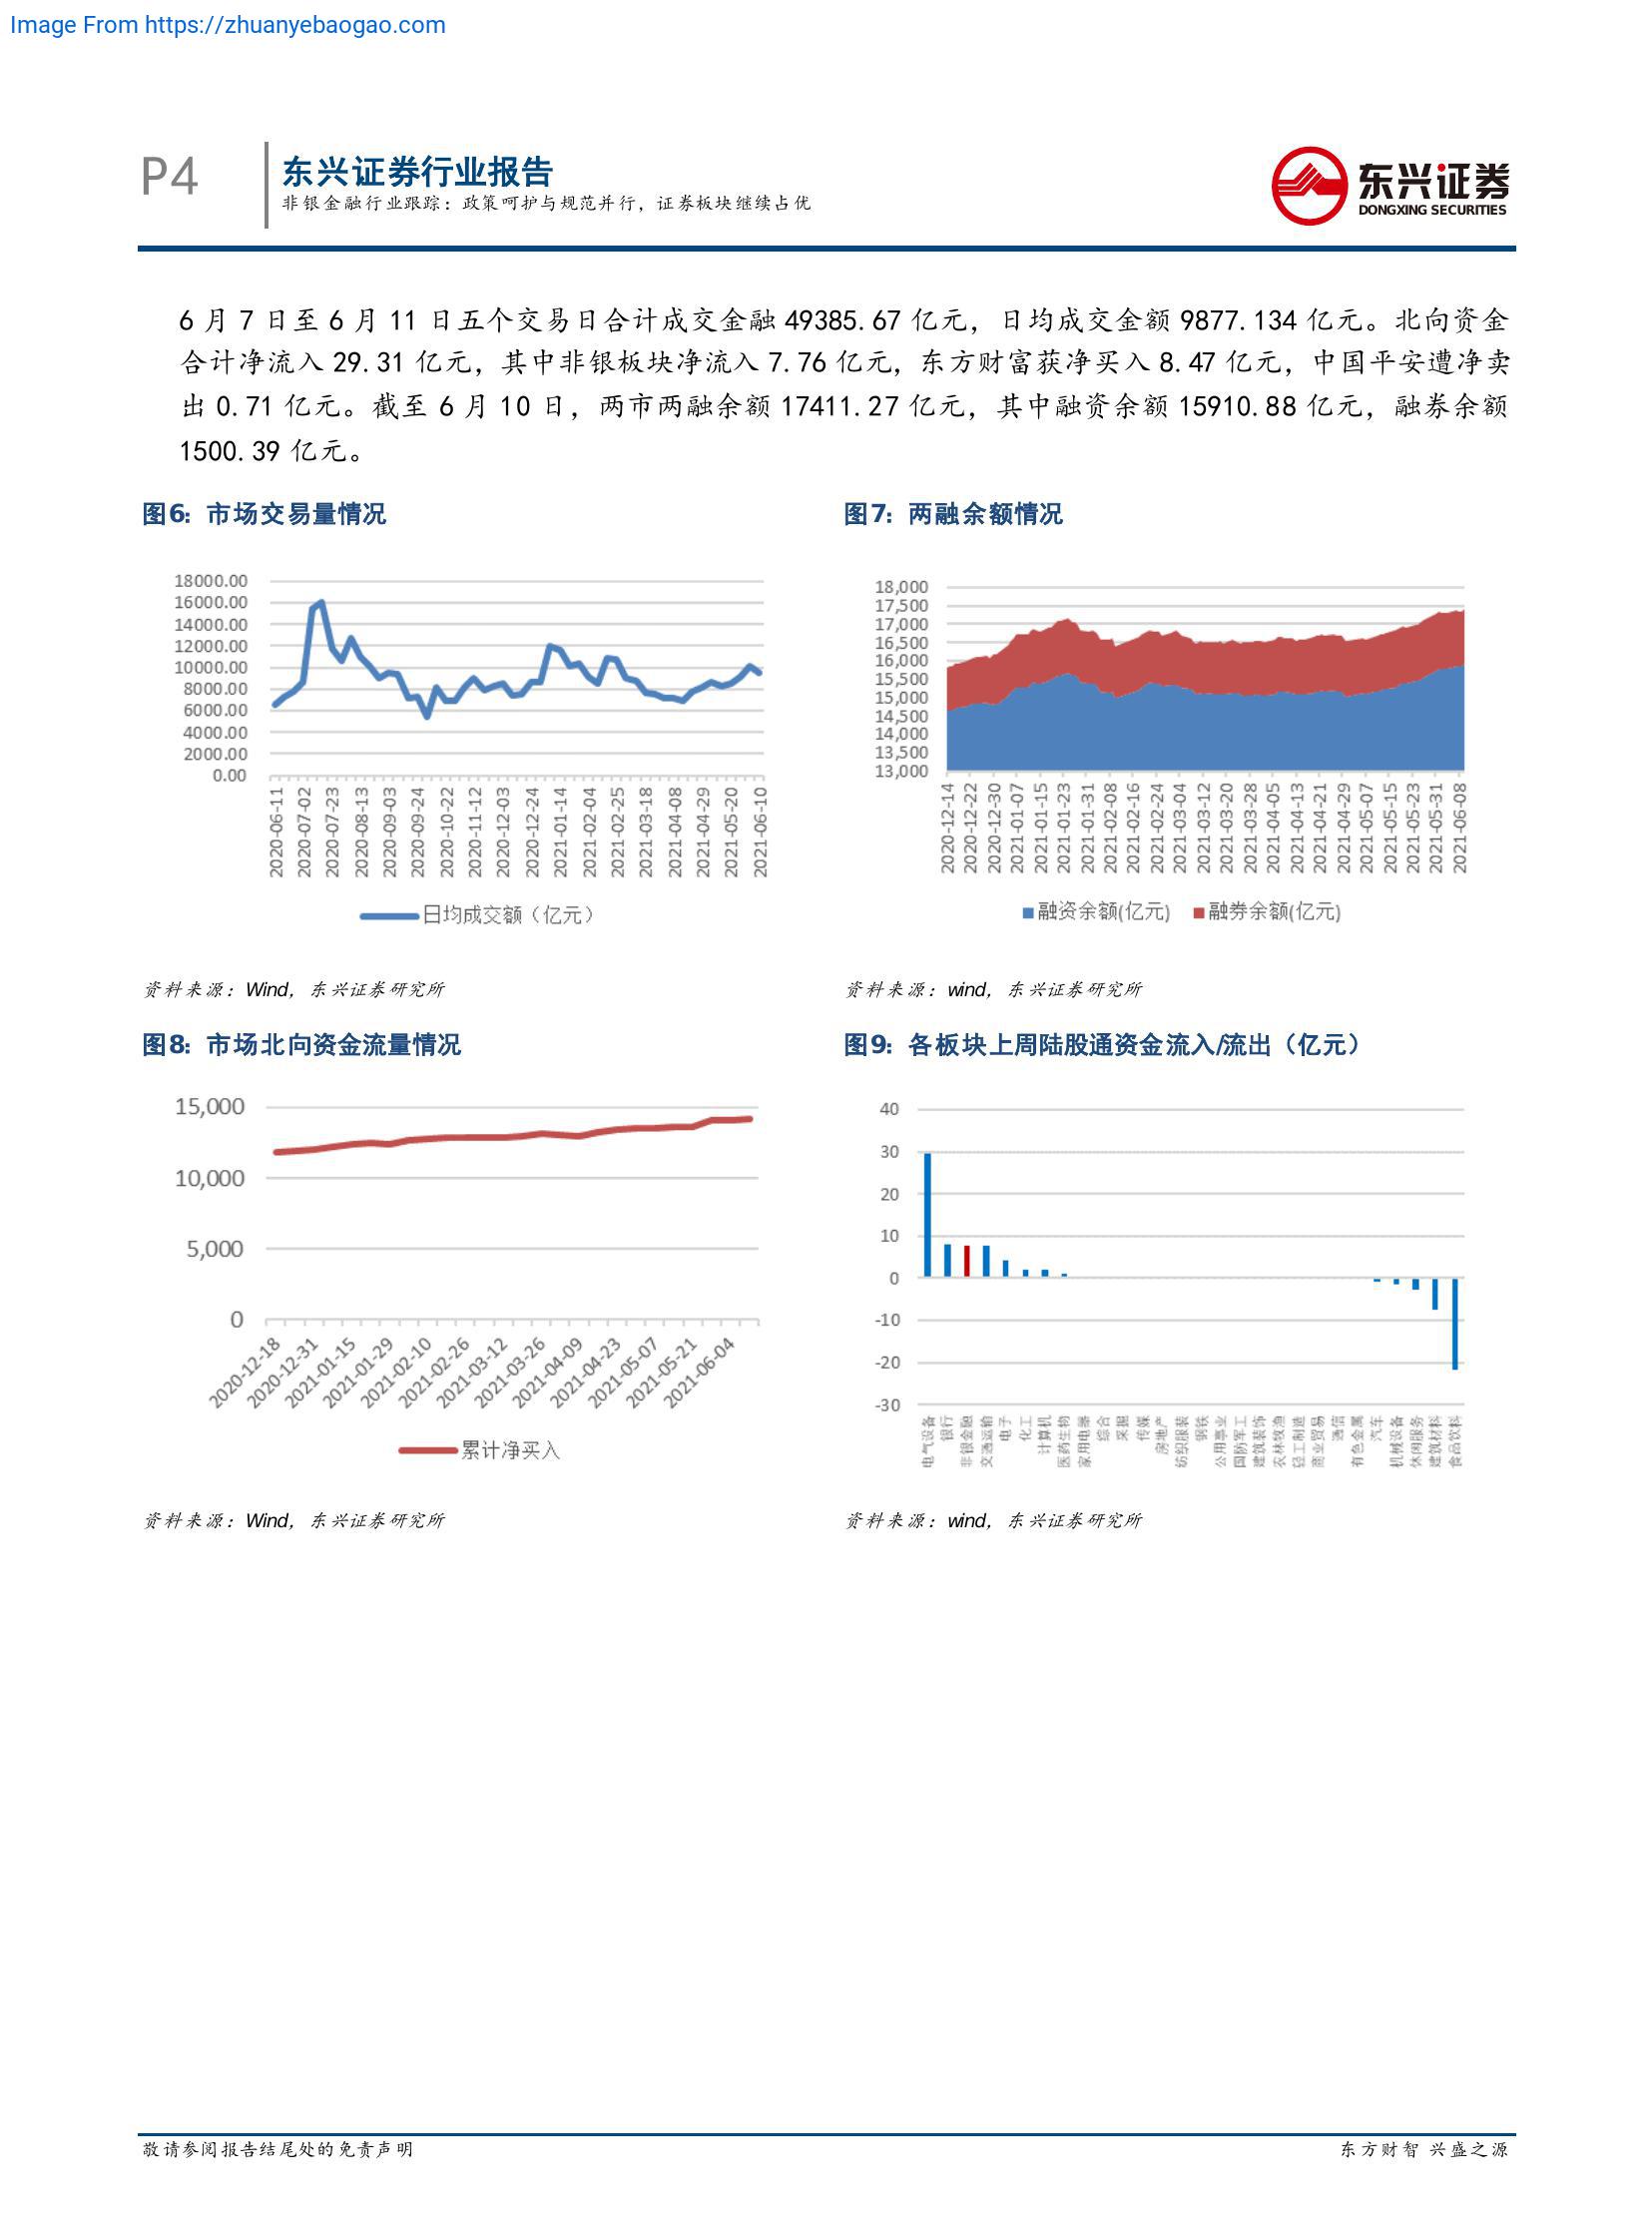 Image From https://zhuanyebaogao.com
P4
东兴证券行业报告
非银金融行业跟踪：政策呵护与规范并行，证券板块继续占优
东兴证券
DONGXING SECURITIES
6 月 7 日至 6 月 11 日五个交易日合计成交金融 49385.67 亿元，日均成交金额 9877.134 亿元。北向资金
合计净流入 29.31 亿元，其中非银板块净流入 7.76 亿元，东方财富获净买入 8.47 亿元，中国平安遭净卖
出 0.71 亿元。截至 6 月 10 日，两市两融余额 17411.27 亿元，其中融资余额 15910.88 亿元，融券余额
1500.39 亿元。
图6：市场交易量情况
18000.00
16000.00
14000.00
12000.00
10000.00
8000.00
6000.00
4000.00
2000.00
0.00
2020-06-11
2020-07-02
2020-07-23
2020-08-13
2020-09-03
2020-09-24
2020-10-22
2020-11-12
2020-12-03
2020-12-24
2021-01-14
2021-02-04
2021-02-25
2021-03-18
2021-04-08
2021-04-29
2021-05-20
2021-06-10
日均成交额（亿元）
资料来源：Wind，东兴证券研究所
图7：两融余额情况
18,000
17,500
17,000
16,500
16,000
15,500
15,000
14,500
14,000
13,500
13,000
2020-12-14
2020-12-22
2020-12-30
2021-01-07
2021-01-15
2021-01-23
2021-01-31
2021-02-08
2021-02-16
2021-02-24
2021-03-04
2021-03-12
2021-03-20
2021-03-28
2021-04-05
2021-04-13
2021-04-21
2021-04-29
2021-05-07
2021-05-15
2021-05-23
2021-05-31
2021-06-08
融资余额(亿元) 融券余额(亿元)
资料来源：wind，东兴证券研究所
图8：市场北向资金流量情况
15,000
10,000
5,000
0
2020-12-18
2020-12-31
2021-01-15
2021-01-29
2021-02-10
2021-02-26
2021-03-12
2021-03-26
2021-04-09
2021-04-23
2021-05-07
2021-05-21
2021-06-04
累计净买入
资料来源：Wind，东兴证券研究所
图9：各板块上周陆股通资金流入/流出（亿元）
40
30
20
10
0
-10
-20
-30
电气设备
银行
非银金融
交通运输
电子
化工
计算机
医药生物
家用电器
综合
采掘
传媒
房地产
纺织服装
钢铁
公用事业
国防军工
建筑装饰
农林牧渔
轻工制造
商业贸易
通信
有色金属
汽车
机械设备
休闲服务
建筑材料
食品饮料
资料来源：wind，东兴证券研究所
敬请参阅报告结尾处的免责声明
东方财智 兴盛之源